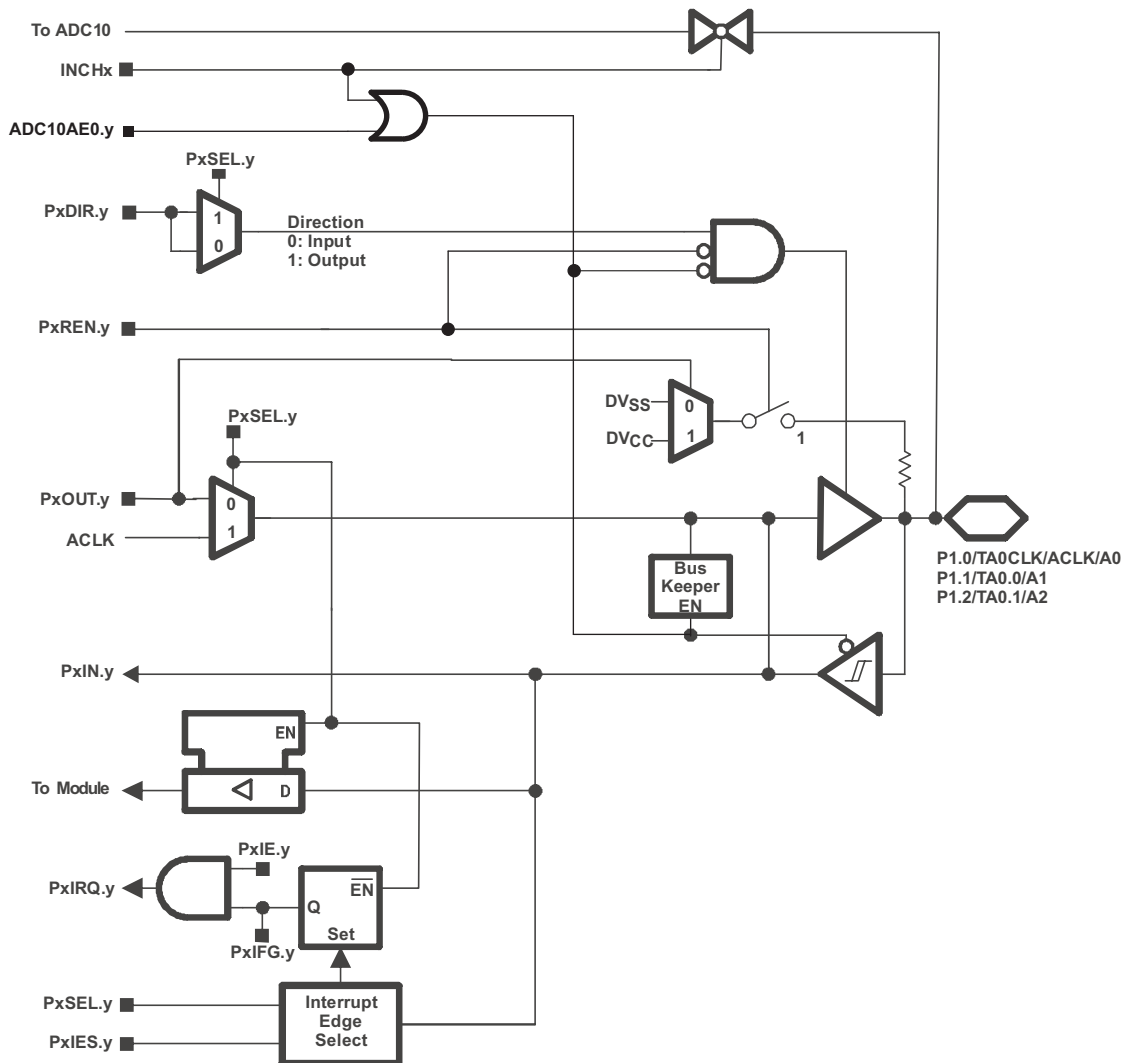 To ADC10
INCHx
ADC10AE0.y
PxSEL.y
PxDIR.y
1
0
Direction
0: Input
1: Output
PxREN.y
DVSS
0
DVCC
1
1
PxSEL.y
PxOUT.y
0
ACLK
1
Bus
Keeper
EN
P1.0/TA0CLK/ACLK/A0
P1.1/TA0.0/A1
P1.2/TA0.1/A2
PxIN.y
EN
To Module
D
PxIE.y
PxIRQ.y
EN
Q
Set
PxIFG.y
PxSEL.y
PxIES.y
Interrupt
Edge
Select